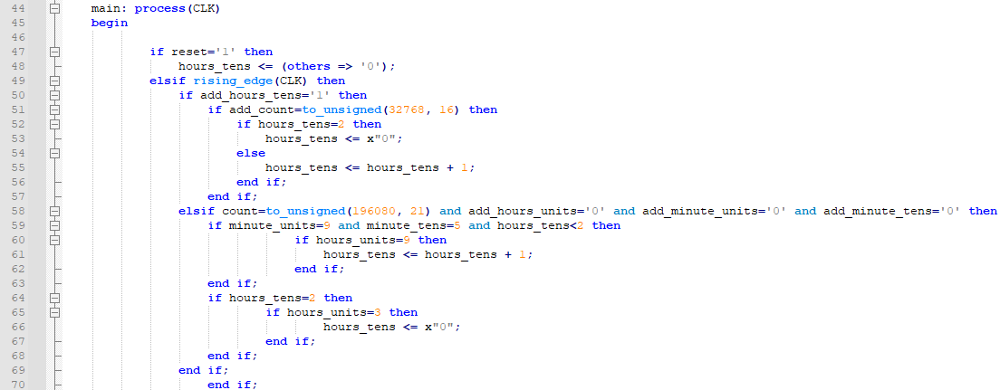 44 main: process(CLK)
45 begin
46
47 if reset='1' then
48 hours_tens <= (others => '0');
49 elsif rising_edge(CLK) then
50 if add_hours_tens='1' then
51 if add_count=to_unsigned(32768, 16) then
52 if hours_tens=2 then
53 hours_tens <= x"0";
54 else
55 hours_tens <= hours_tens + 1;
56 end if;
57 end if;
58 elsif count=to_unsigned(196080, 21) and add_hours_units='0' and add_minute_units='0' and add_minute_tens='0' then
59 if minute_units=9 and minute_tens=5 and hours_tens<2 then
60 if hours_units=9 then
61 hours_tens <= hours_tens + 1;
62 end if;
63 end if;
64 if hours_tens=2 then
65 if hours_units=3 then
66 hours_tens <= x"0";
67 end if;
68 end if;
69 end if;
70 end if;